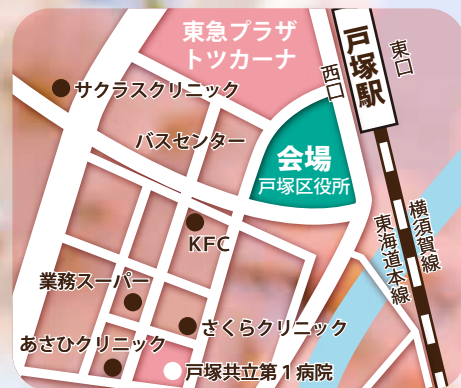 東急プラザ
トツカーナ
戸塚駅
東口
西口
サクラスクリニック
バスセンター
会場
戸塚区役所
KFC
横須賀線
東海道本線
業務スーパー
さくらクリニック
あさひクリニック
戸塚共立第1病院